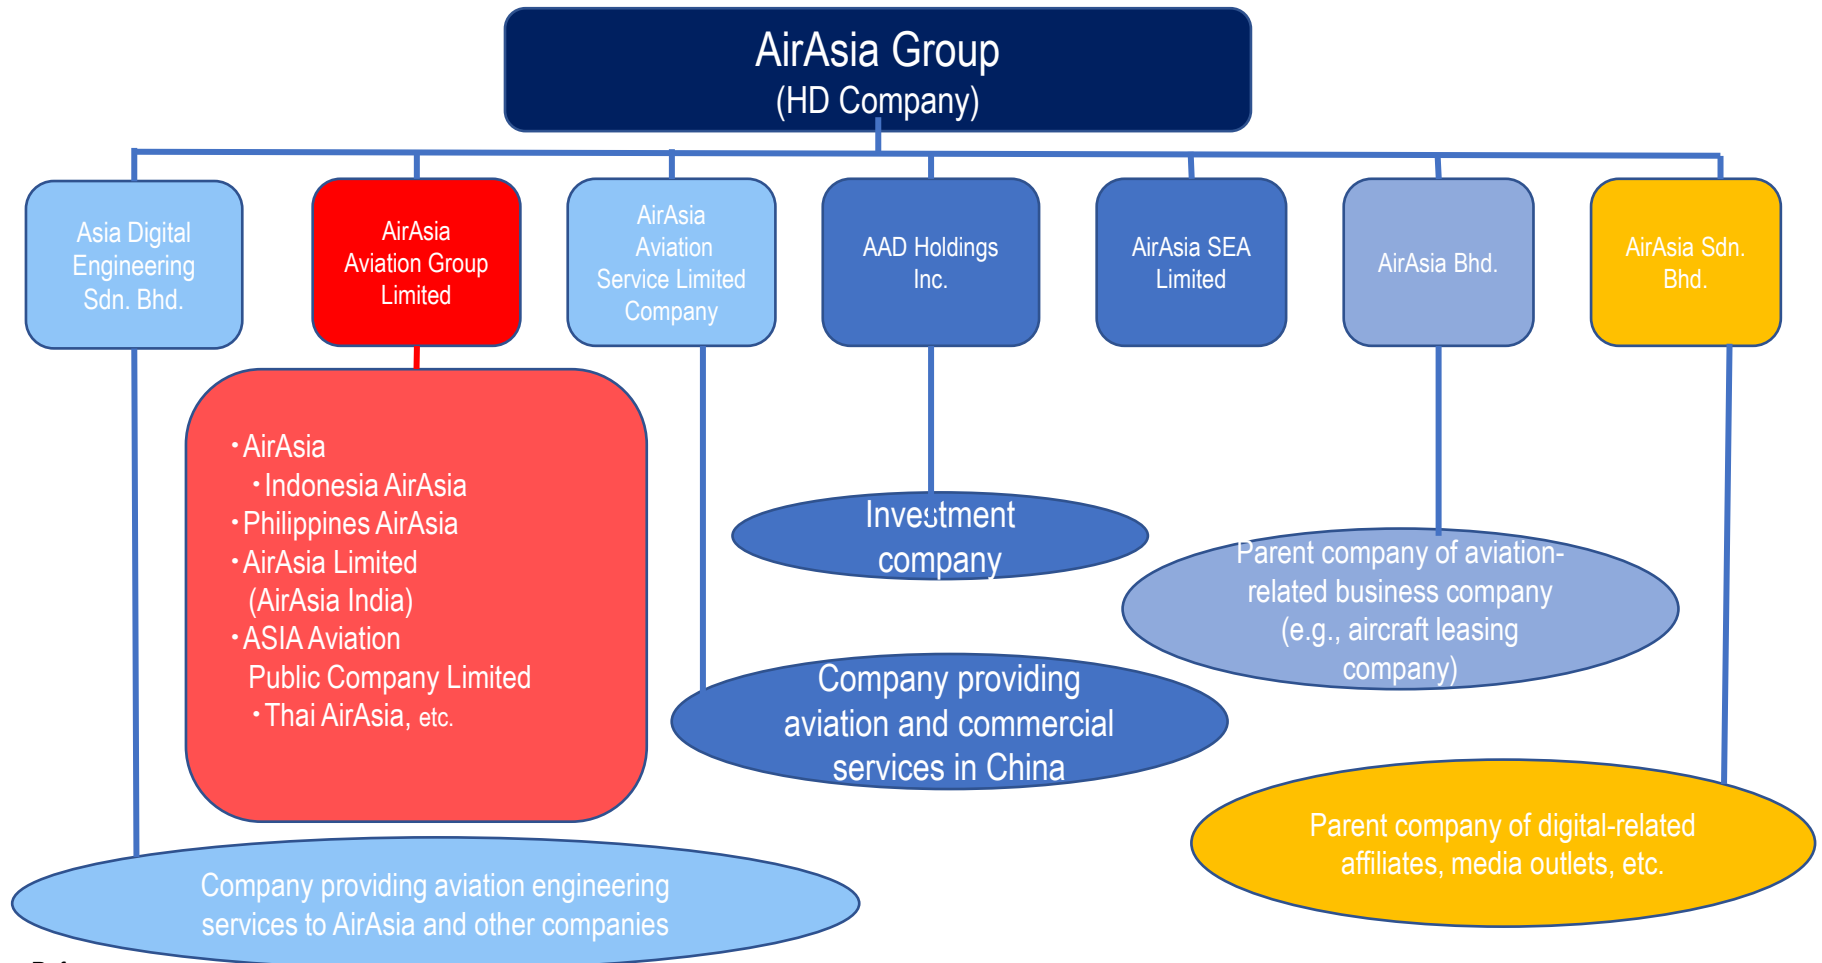 AirAsia Group
(HD Company)
Asia Digital
Engineering
Sdn. Bhd.
AirAsia
Aviation Group
Limited
AirAsia
Aviation
Service Limited
Company
AAD Holdings
Inc.
AirAsia SEA
Limited
AirAsia Bhd.
AirAsia Sdn.
Bhd.
・AirAsia
・Indonesia AirAsia
・Philippines AirAsia
・AirAsia Limited
(AirAsia India)
・ASIA Aviation
Public Company Limited
・Thai AirAsia, etc.
Investment
company
Parent company of aviation-
related business company
(e.g., aircraft leasing
company)
Company providing
aviation and commercial
services in China
Parent company of digital-related
affiliates, media outlets, etc.
Company providing aviation engineering
services to AirAsia and other companies